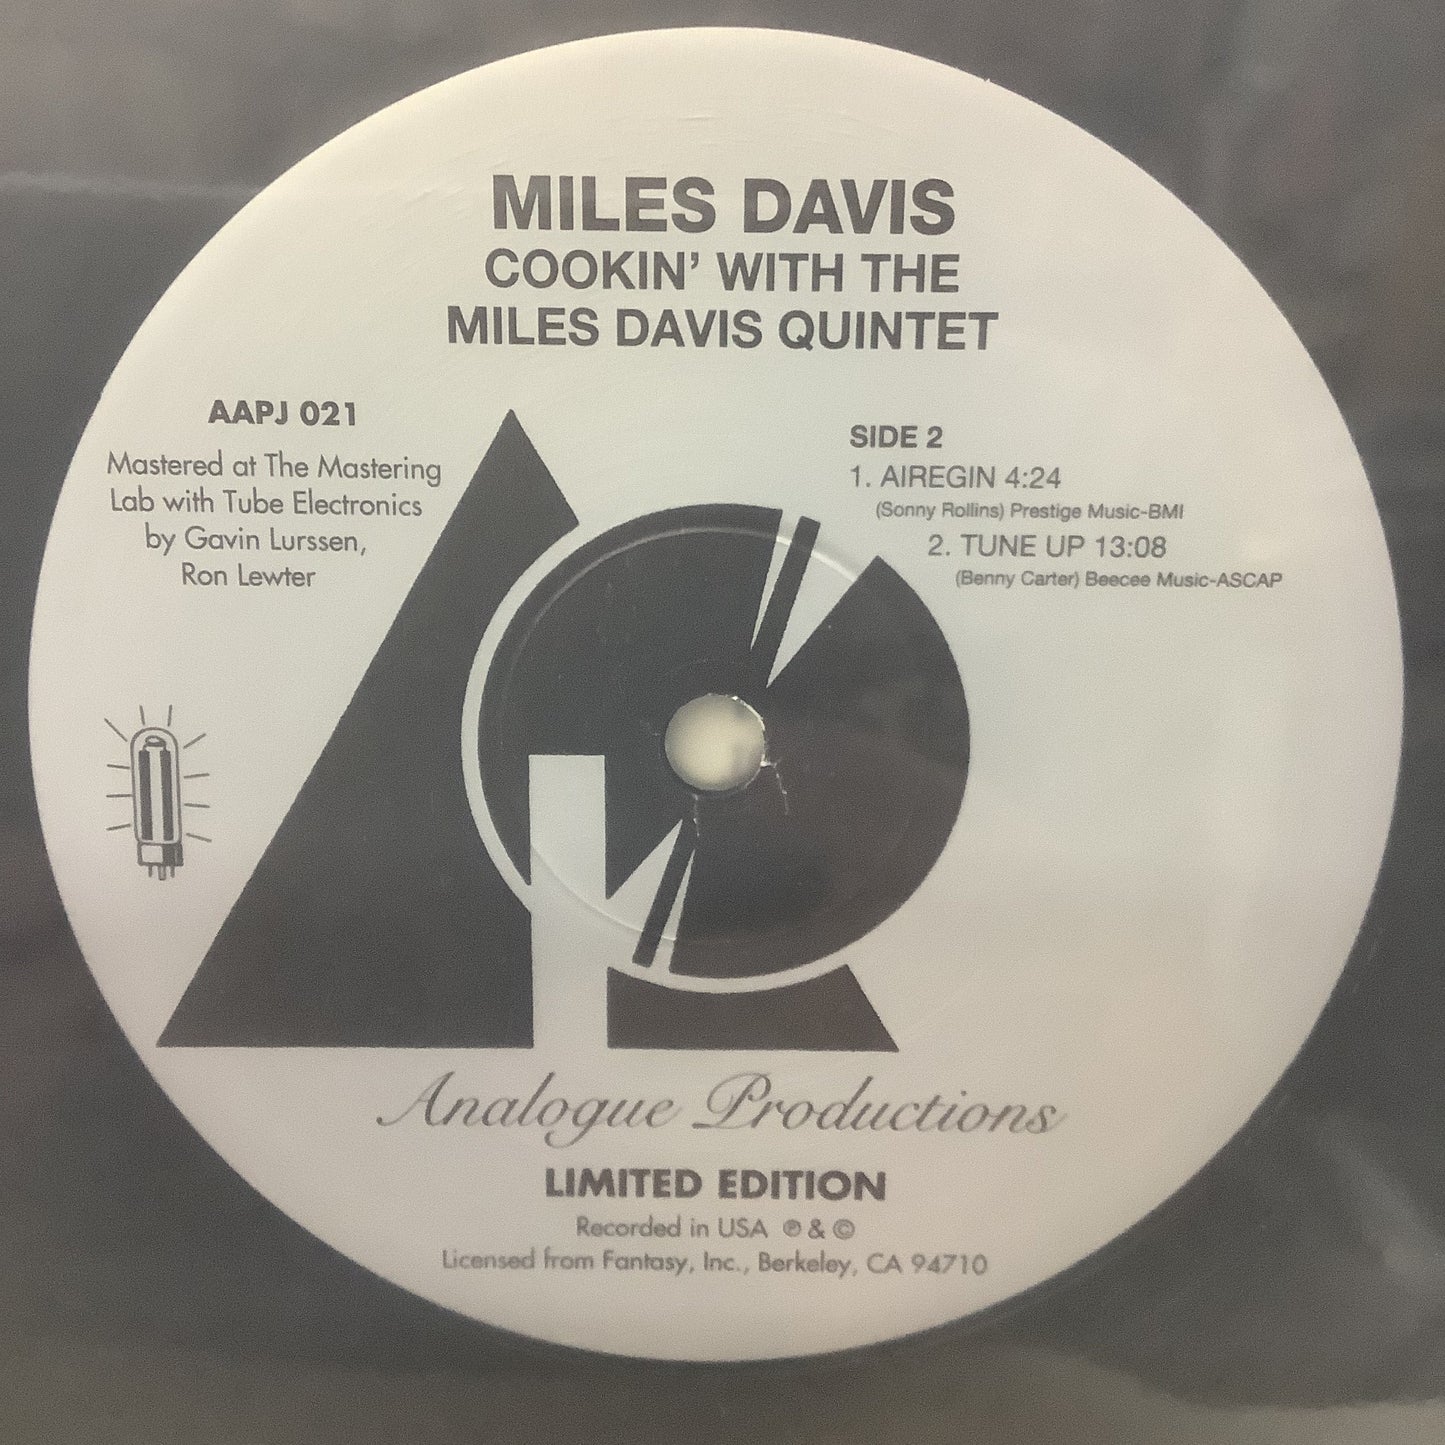 MILES DAVIS
COOKIN’ WITH THE
MILES DAVIS QUINTET
AAPJ 021
Mastered at The Mastering
Lab with Tube Electronics
by Gavin Lurssen,
Ron Lewter
SIDE 2
1. AIREGIN 4:24
(Sonny Rollins) Prestige Music-BMI
2. TUNE UP 13:08
(Benny Carter) Beecee Music-ASCAP
Analogue Productions
LIMITED EDITION
Recorded in USA ℗ & ©
Licensed from Fantasy, Inc., Berkeley, CA 94710